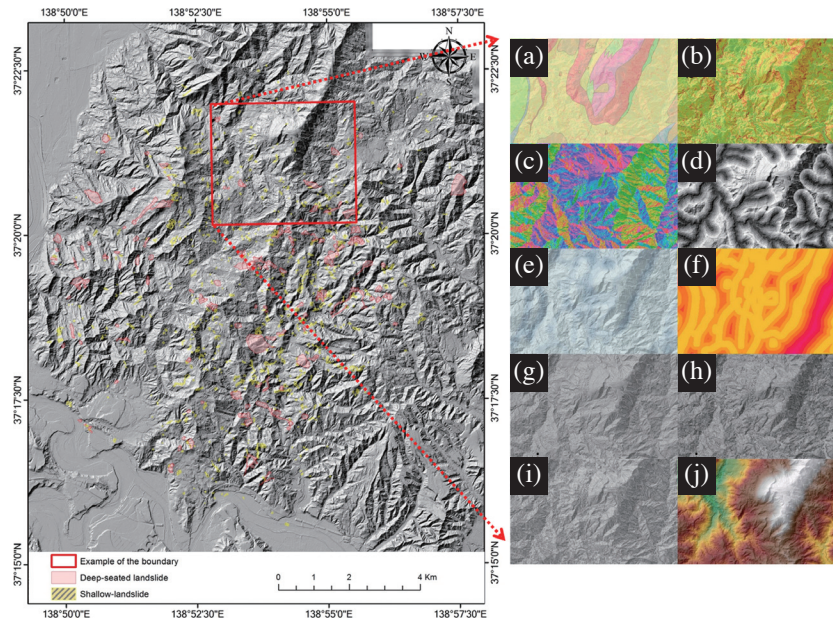 138°50'0"E 138°52'30"E 138°55'0"E 138°57'30"E
N
W E
S
37°22'30"N 37°22'30"N
37°20'0"N 37°20'0"N
37°17'30"N 37°17'30"N
37°15'0"N 37°15'0"N
Example of the boundary
Deep-seated landslide
Shallow-landslide
0 1 2 4 Km
138°50'0"E 138°52'30"E 138°55'0"E 138°57'30"E
(a) (b)
(c) (d)
(e) (f)
(g) (h)
(i) (j)